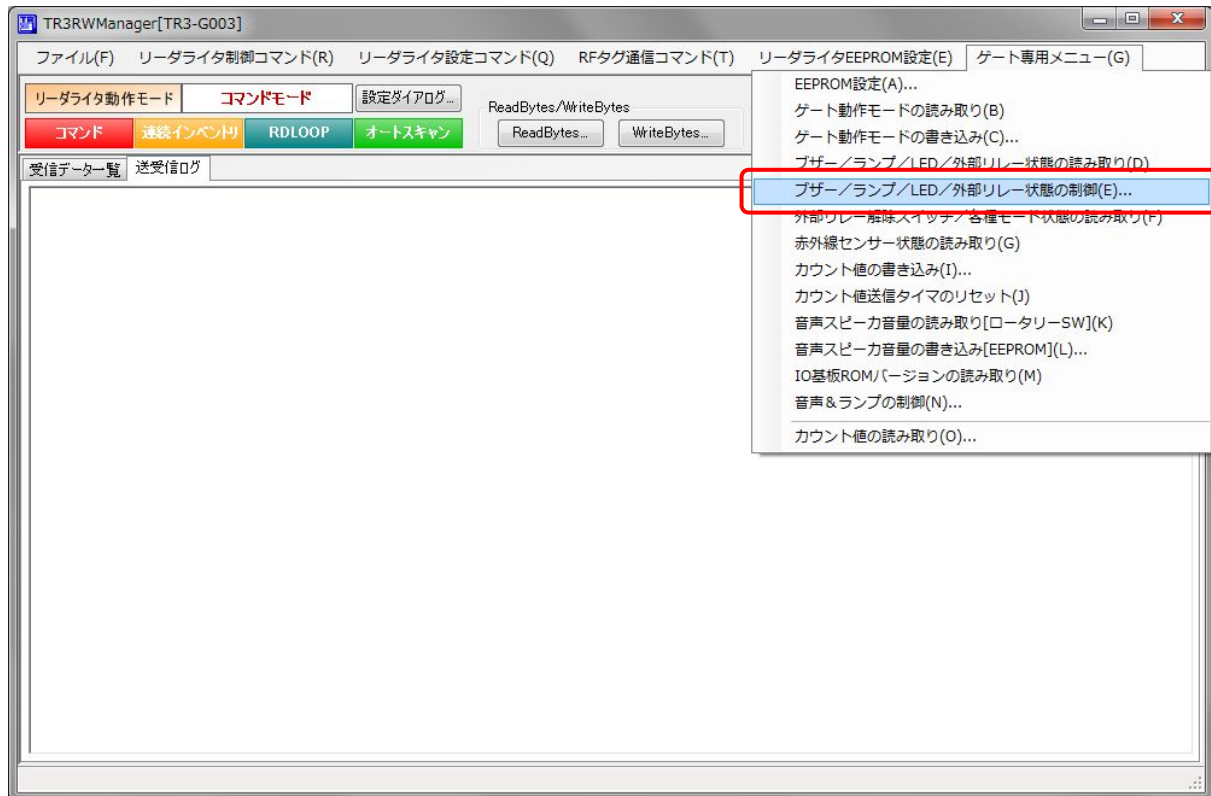 TR3RWManager[TR3-G003]
ファイル(F) リーダライタ制御コマンド(R) リーダライタ設定コマンド(Q) RFタグ通信コマンド(T) リーダライタEEPROM設定(E) ゲート専用メニュー(G)
リーダライタ動作モード コマンドモード 設定ダイアログ...
コマンド 連続インベントリ RDLOOP オートスキャン
ReadBytes/WriteBytes
ReadBytes... WriteBytes...
受信データ一覧 送受信ログ
EEPROM設定(A)...
ゲート動作モードの読み取り(B)
ゲート動作モードの書き込み(C)...
ブザー/ランプ/LED/外部リレー状態の読み取り(D)
ブザー/ランプ/LED/外部リレー状態の制御(E)...
外部リレー解除スイッチ/各種モード状態の読み取り(F)
赤外線センサー状態の読み取り(G)
カウント値の書き込み(I)...
カウント値送信タイマのリセット(J)
音声スピーカ音量の読み取り[ロータリーSW](K)
音声スピーカ音量の書き込み[EEPROM](L)...
IO基板ROMバージョンの読み取り(M)
音声&ランプの制御(N)...
カウント値の読み取り(O)...